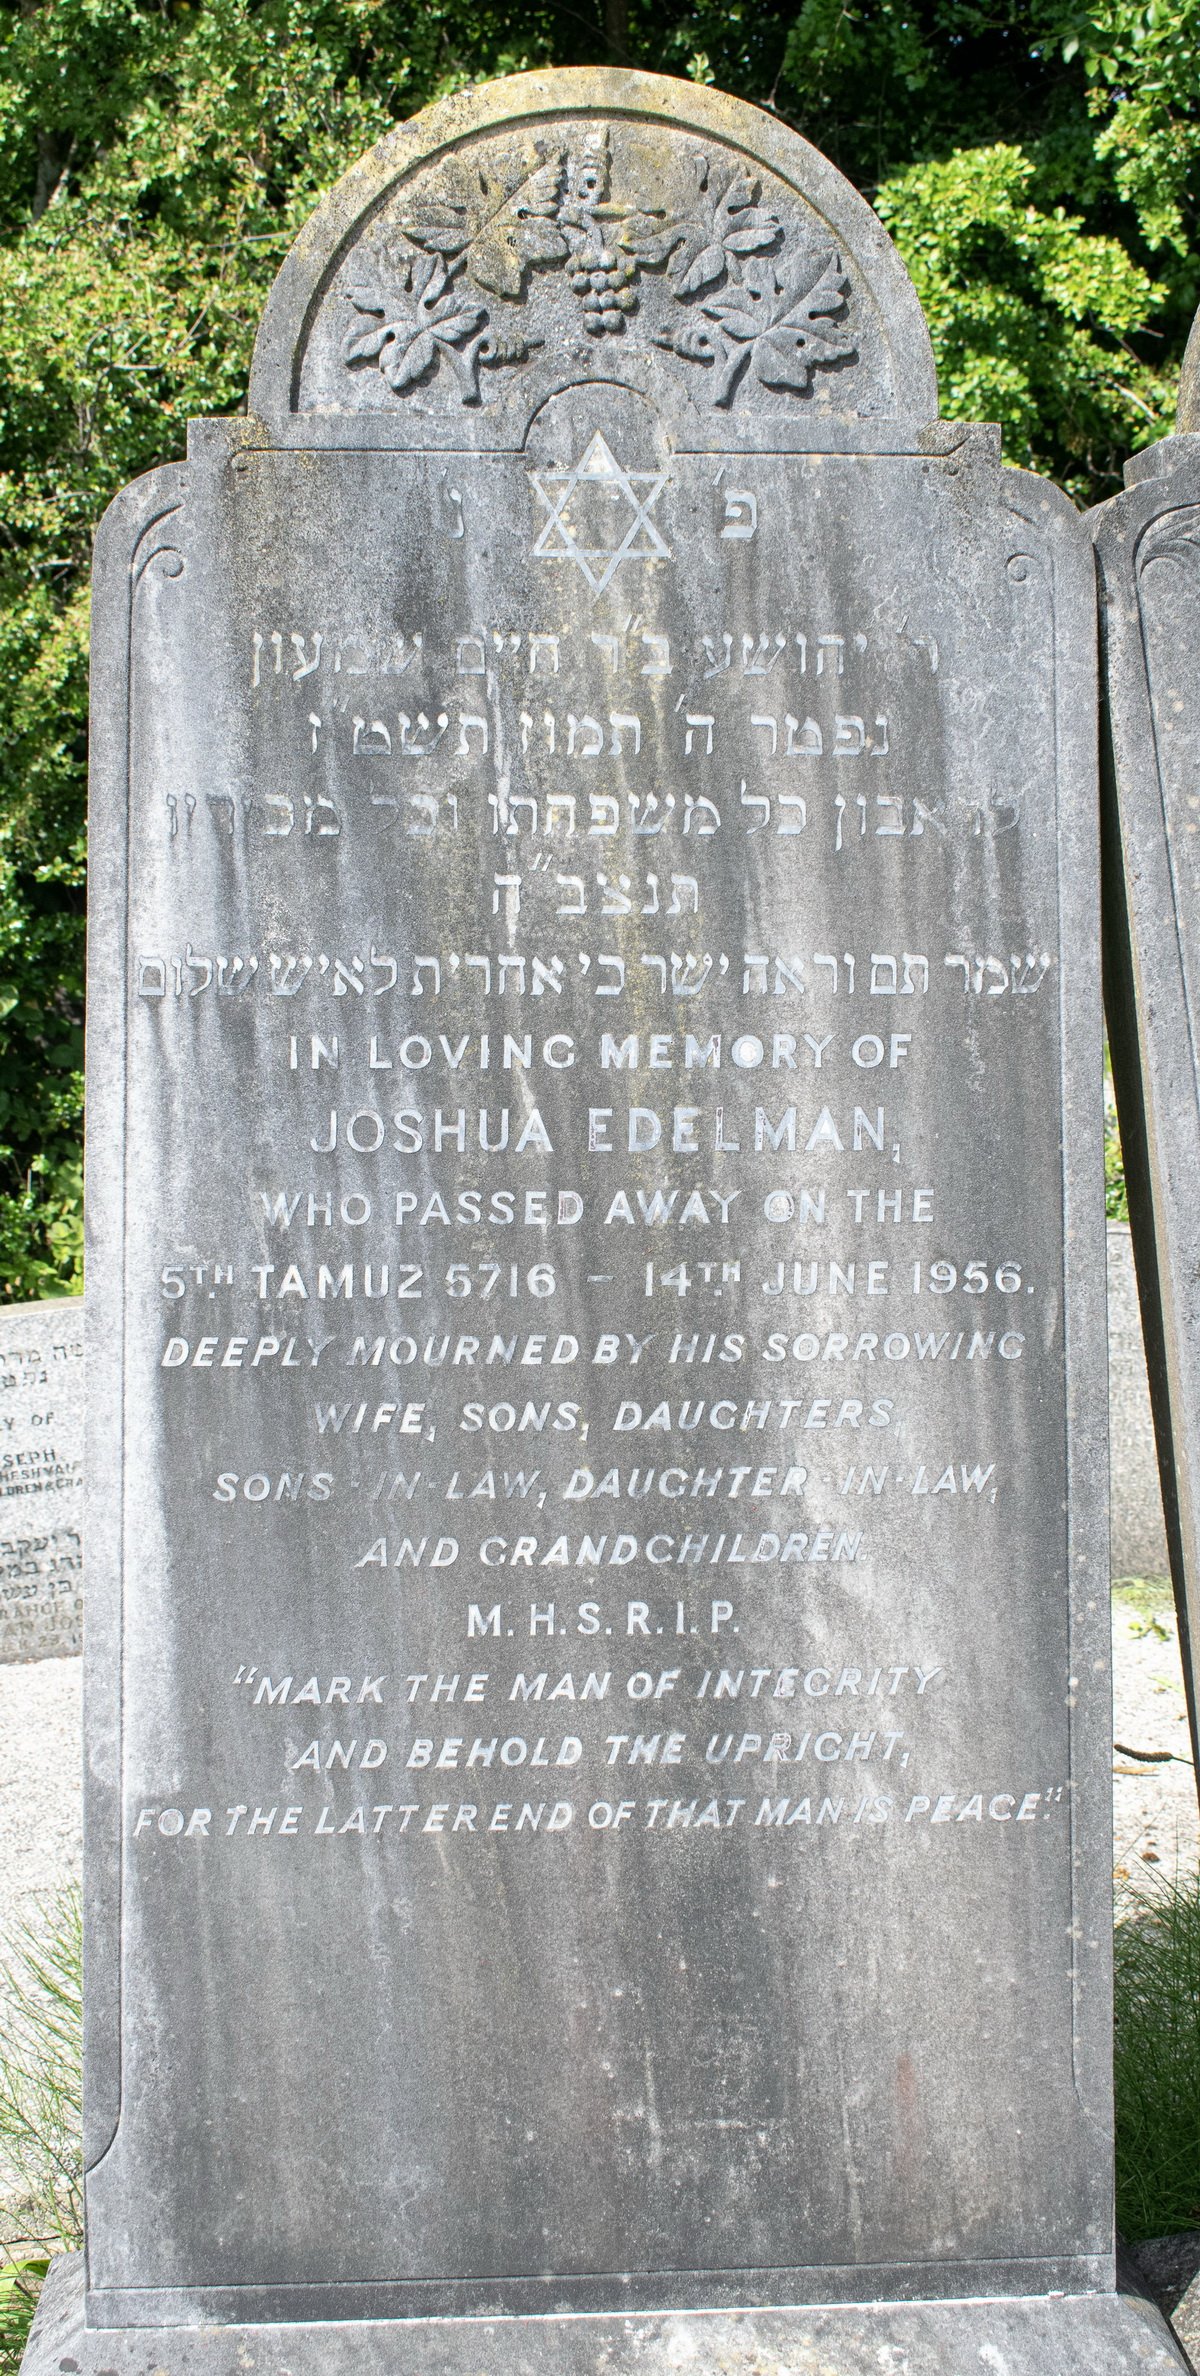 פ' נ'
ר' יהושע ב"ר חיים שמעון
נפטר ה' תמוז תשט"ז
לדאבון כל משפחתו וכל מכיריו
תנצב"ה
שמר תם וראה ישר כי אחרית לאיש שלום
IN LOVING MEMORY OF
JOSHUA EDELMAN,
WHO PASSED AWAY ON THE
5TH. TAMUZ 5716 – 14TH. JUNE 1956.
DEEPLY MOURNED BY HIS SORROWING
WIFE, SONS, DAUGHTERS,
SONS-IN-LAW, DAUGHTER-IN-LAW,
AND GRANDCHILDREN.
M.H.S.R.I.P.
"MARK THE MAN OF INTEGRITY
AND BEHOLD THE UPRIGHT,
FOR THE LATTER END OF THAT MAN IS PEACE."